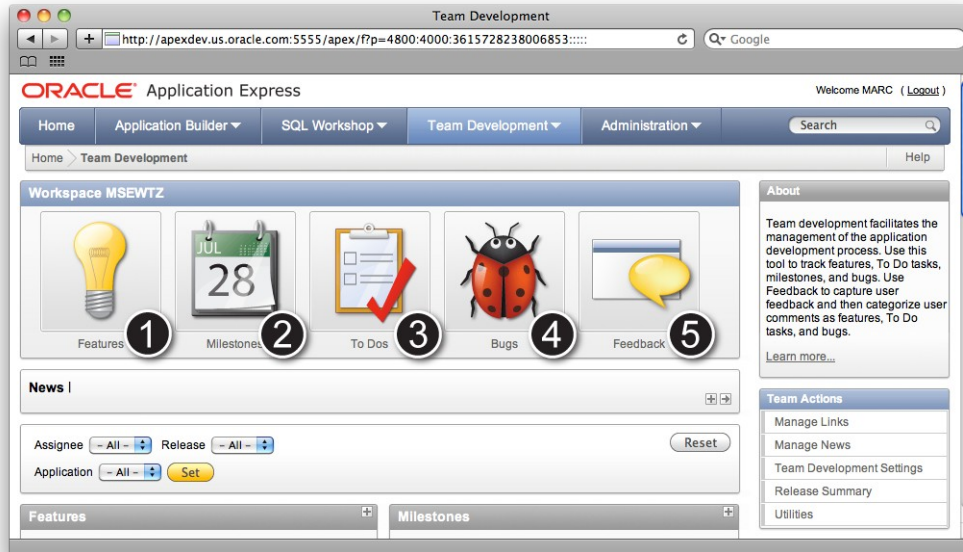 Team Development
http://apexdev.us.oracle.com:5555/apex/f?p=4800:4000:3615728238006853:::::
Google
ORACLE Application Express
Welcome MARC ( Logout )
Home Application Builder SQL Workshop Team Development Administration Search
Home Team Development Help
Workspace MSEWTZ
JUL
28
1 2 3 4 5
Features Milestones To Dos Bugs Feedback
News
Assignee - All - Release - All - Reset
Application - All - Set
Features Milestones
About
Team development facilitates the
management of the application
development process. Use this
tool to track features, To Do tasks,
milestones, and bugs. Use
Feedback to capture user
feedback and then categorize user
comments as features, To Do
tasks, and bugs.
Learn more...
Team Actions
Manage Links
Manage News
Team Development Settings
Release Summary
Utilities